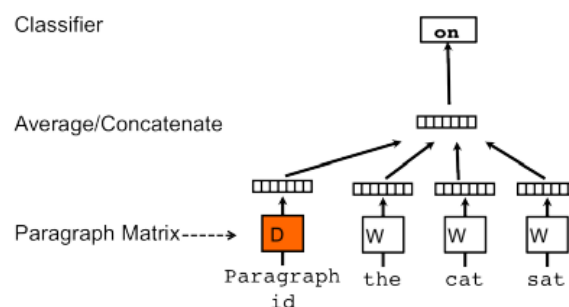 Classifier
on
Average/Concatenate
Paragraph Matrix----->
D
W
W
W
Paragraph
id
the
cat
sat